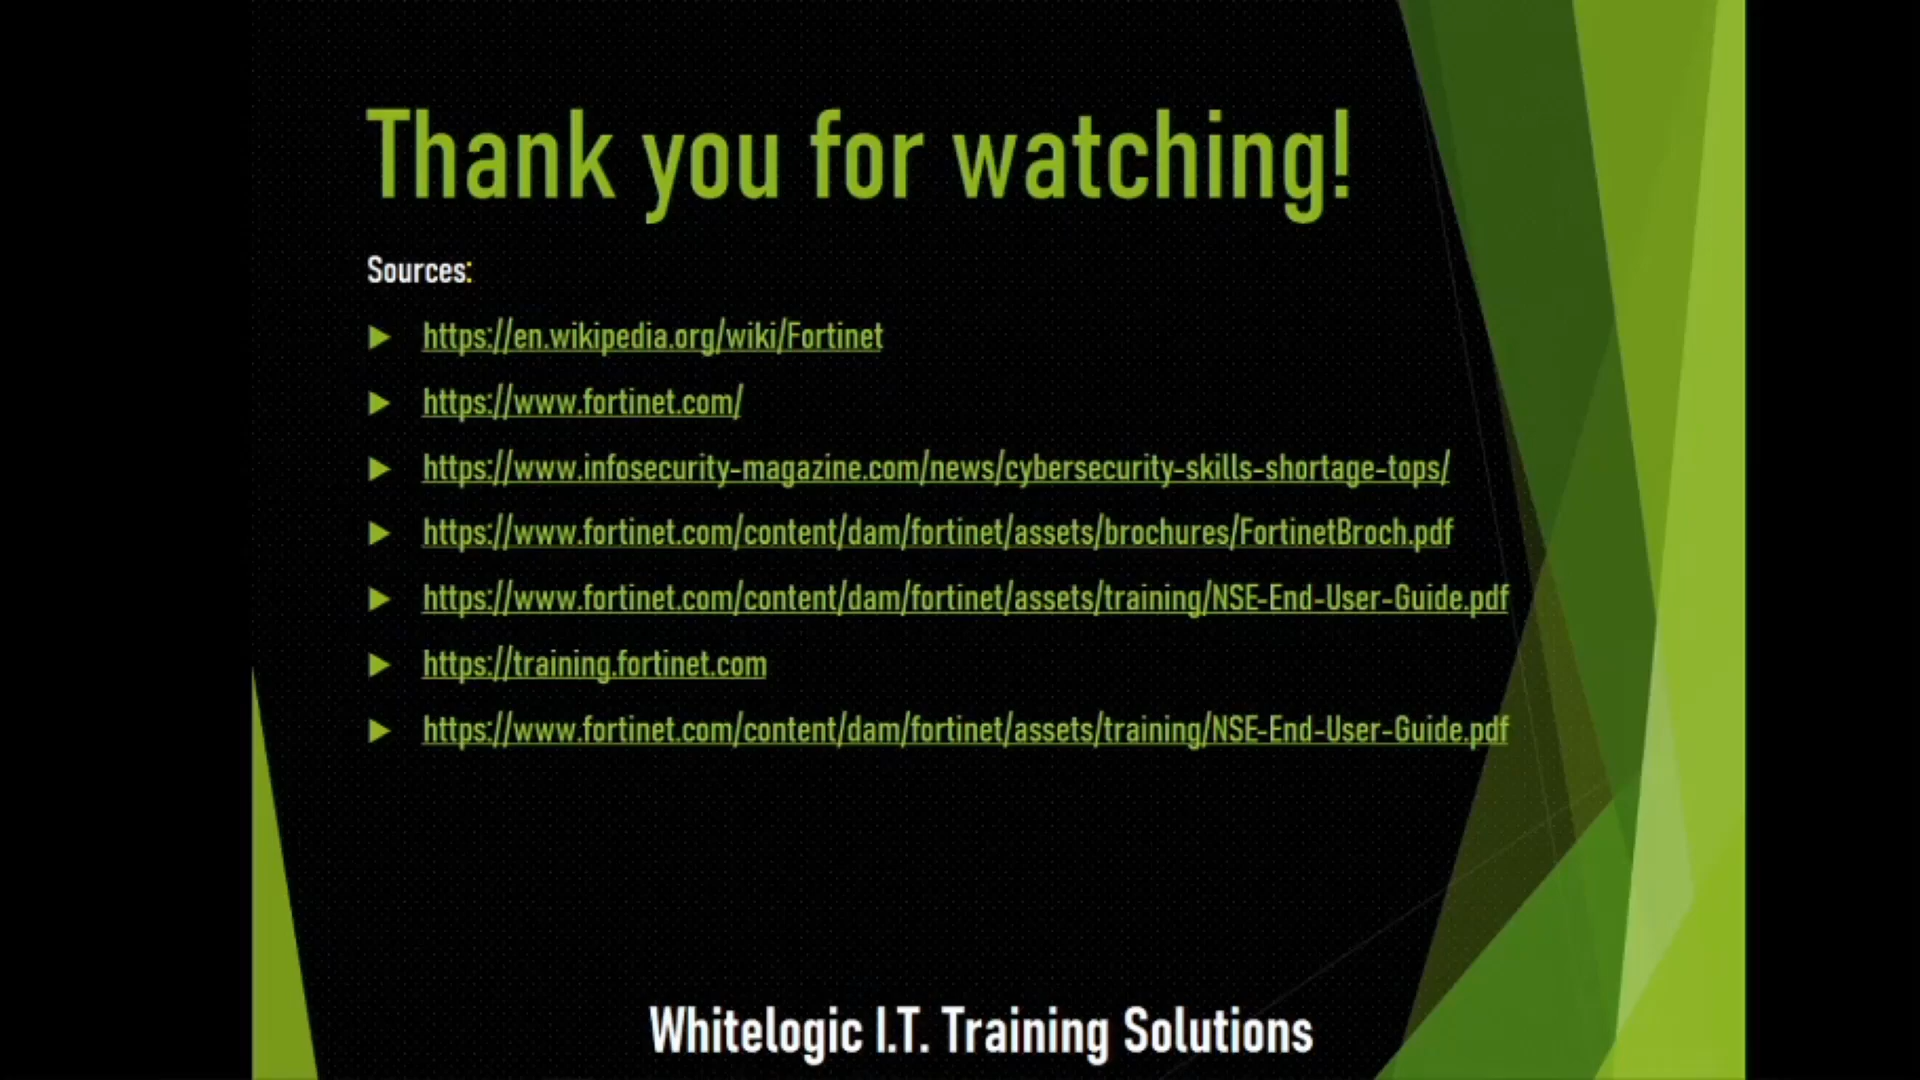 Thank you for watching!
Sources:
https://en.wikipedia.org/wiki/Fortinet
https://www.fortinet.com/
https://www.infosecurity-magazine.com/news/cybersecurity-skills-shortage-tops/
https://www.fortinet.com/content/dam/fortinet/assets/brochures/FortinetBroch.pdf
https://www.fortinet.com/content/dam/fortinet/assets/training/NSE-End-User-Guide.pdf
https://training.fortinet.com
https://www.fortinet.com/content/dam/fortinet/assets/training/NSE-End-User-Guide.pdf
Whitelogic I.T. Training Solutions